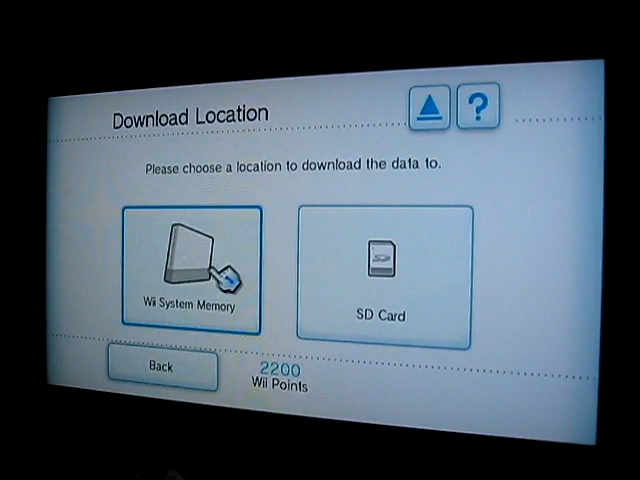 Download Location
?
Please choose a location to download the data to.
Wii System Memory
SD
SD Card
Back
2200
Wii Points